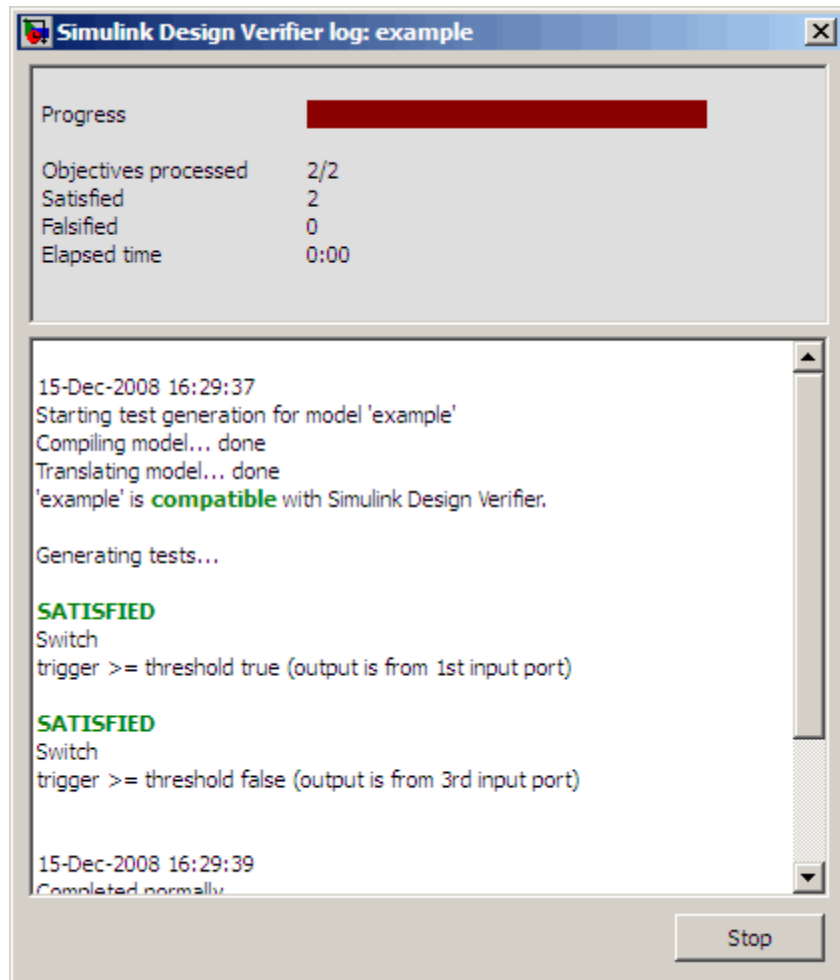 Simulink Design Verifier log: example
Progress
Objectives processed 2/2
Satisfied 2
Falsified 0
Elapsed time 0:00
15-Dec-2008 16:29:37
Starting test generation for model 'example'
Compiling model... done
Translating model... done
'example' is compatible with Simulink Design Verifier.
Generating tests...
SATISFIED
Switch
trigger >= threshold true (output is from 1st input port)
SATISFIED
Switch
trigger >= threshold false (output is from 3rd input port)
15-Dec-2008 16:29:39
Completed normally.
Stop